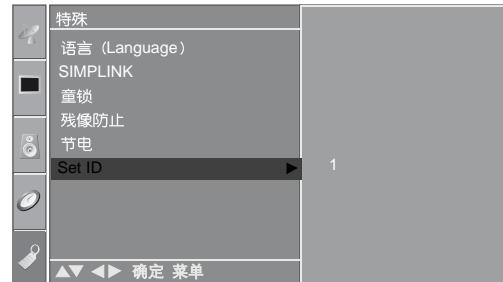 特殊
语言（Language）
SIMPLINK
童锁
残像防止
节电
Set ID ▶ 1
▲▼ ◀▶ 确定 菜单